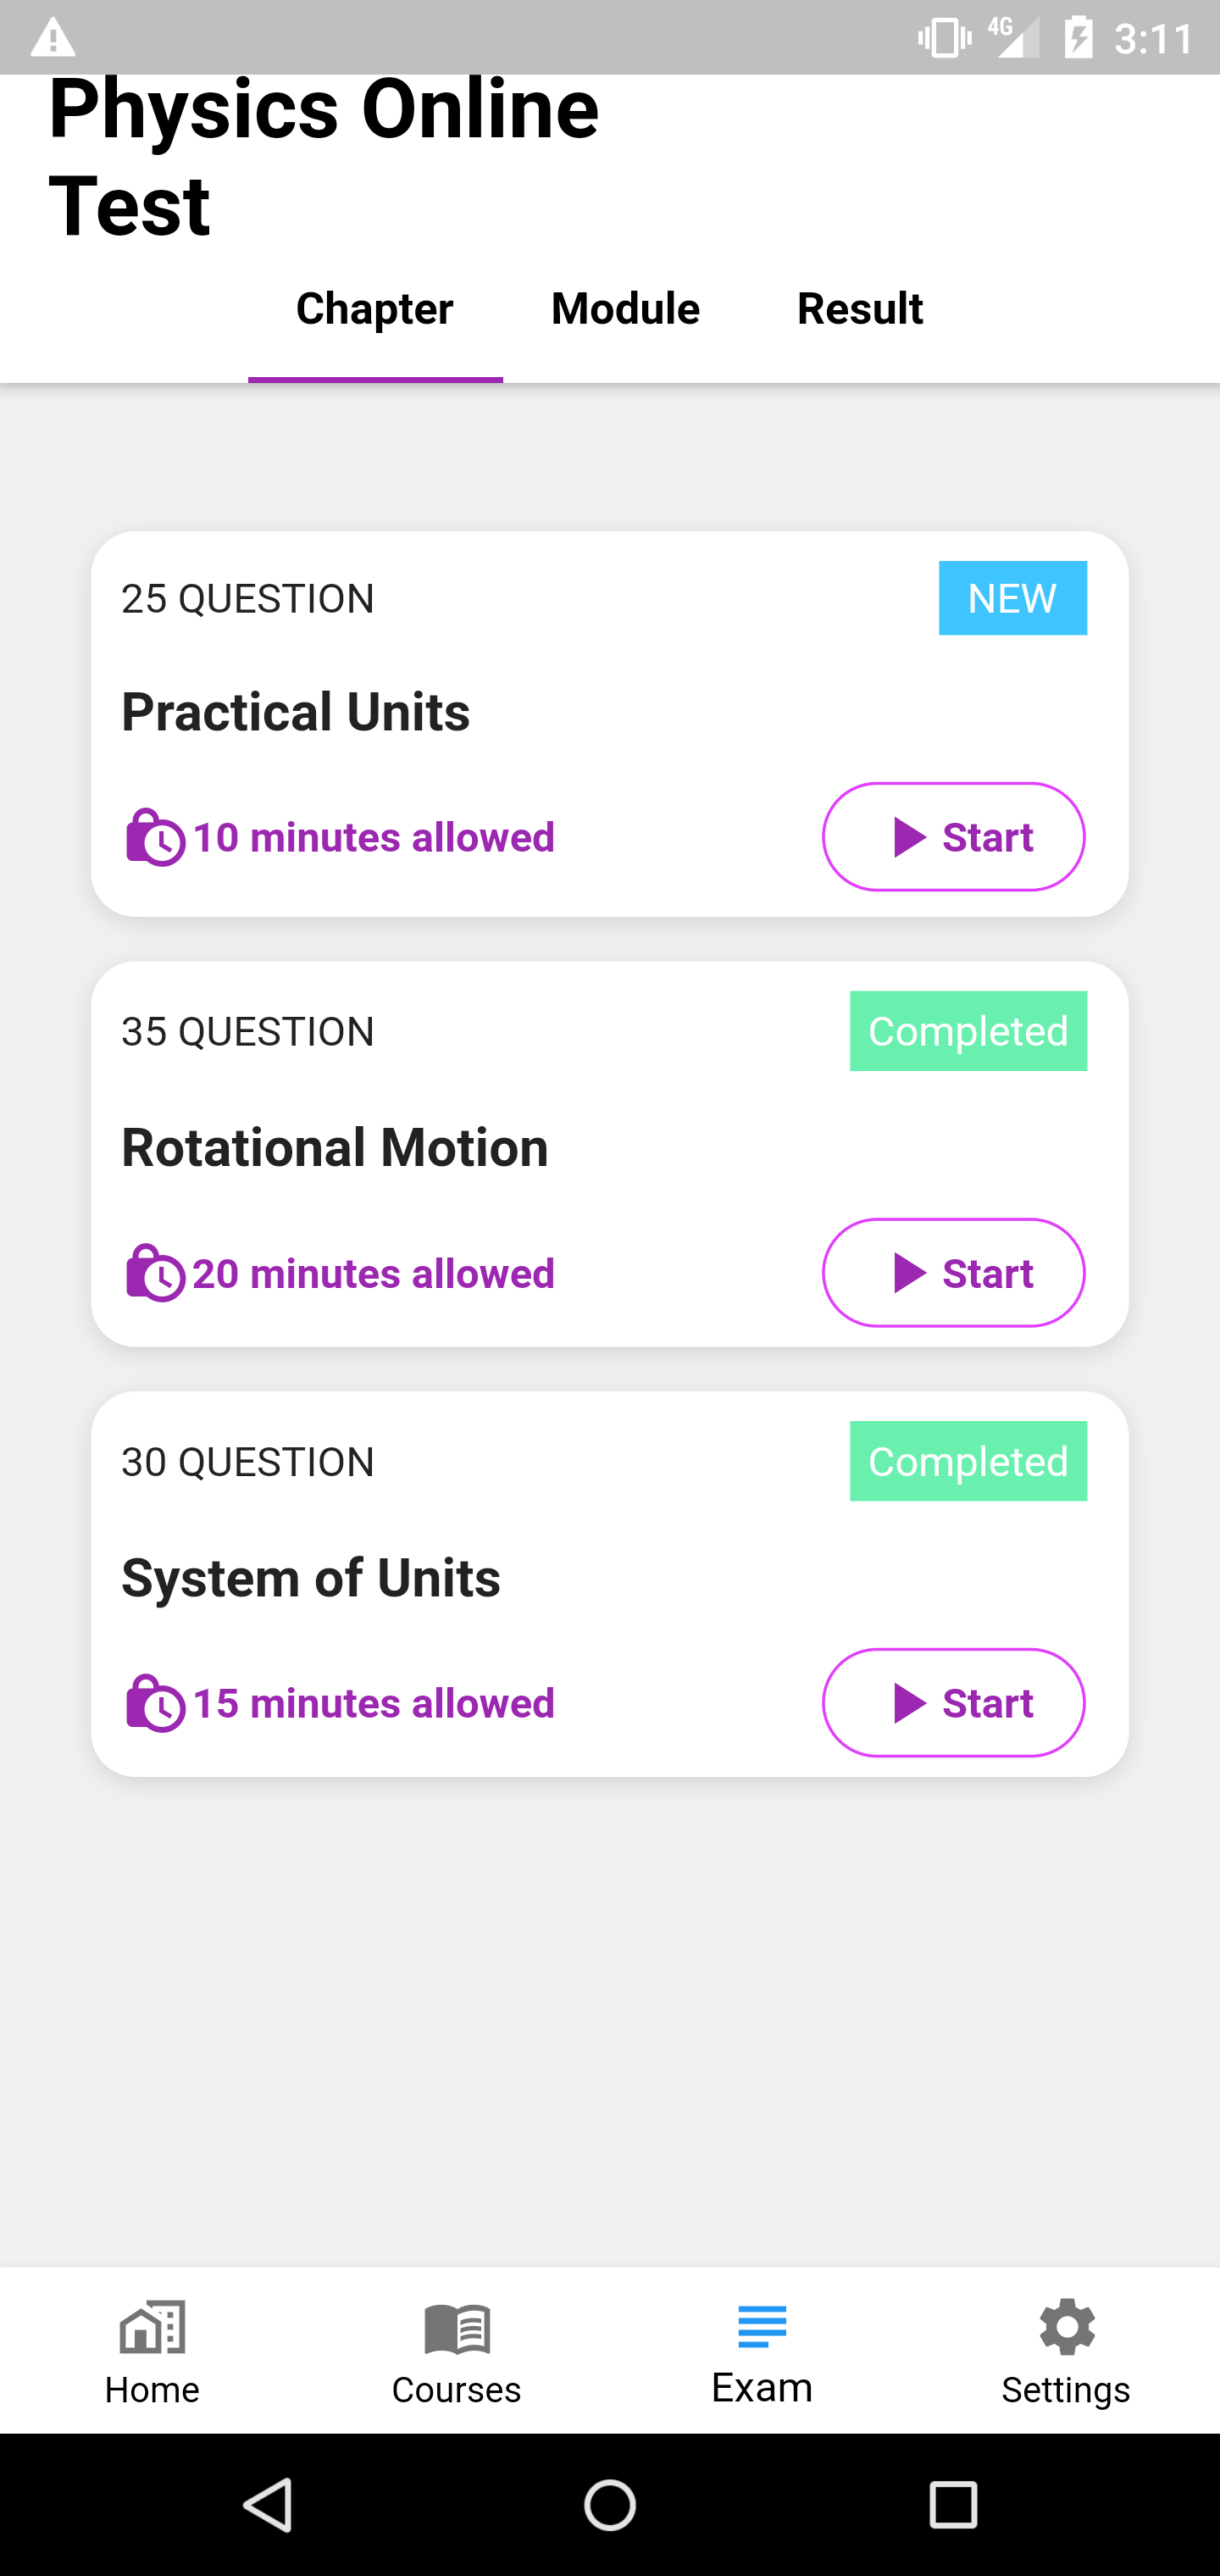 4G 3:11
Physics Online
Test
Chapter Module Result
25 QUESTION NEW
Practical Units
10 minutes allowed Start
35 QUESTION Completed
Rotational Motion
20 minutes allowed Start
30 QUESTION Completed
System of Units
15 minutes allowed Start
Home Courses Exam Settings